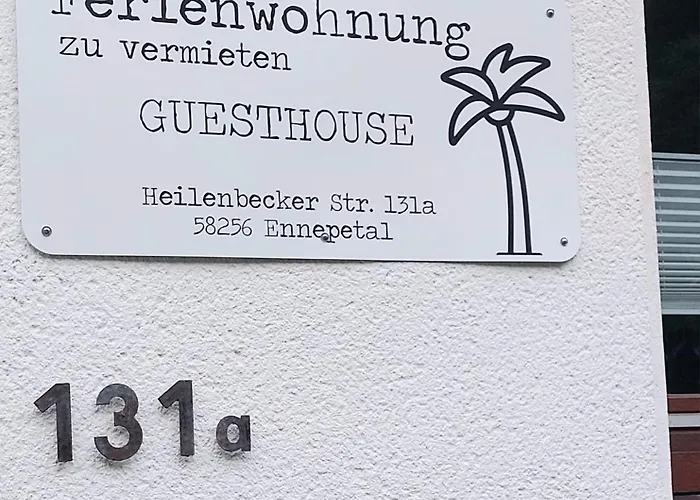 Ferienwohnung
zu vermieten
GUESTHOUSE
Heilenbecker Str. 131a
58256 Ennepetal
131a